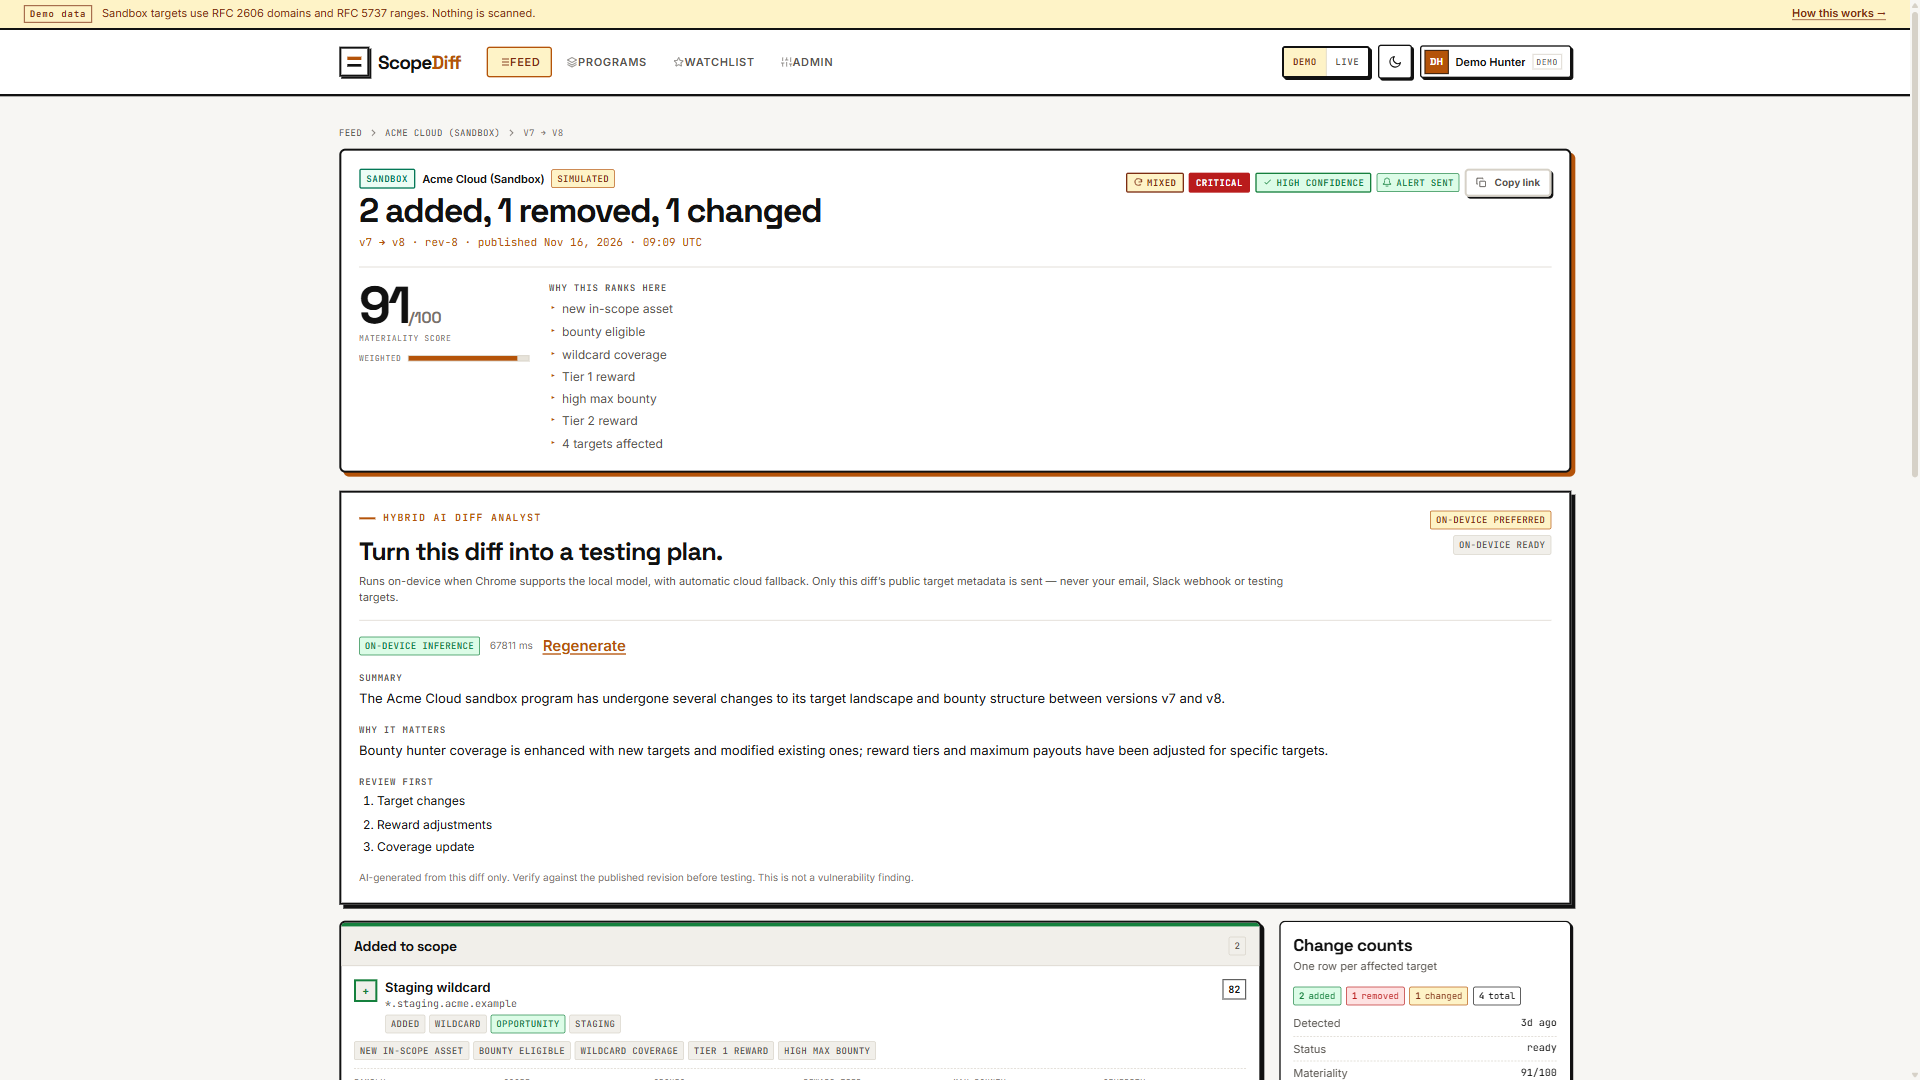 Demo data Sandbox targets use RFC 2606 domains and RFC 5737 ranges. Nothing is scanned. How this works →
ScopeDiff FEED PROGRAMS WATCHLIST ADMIN DEMO LIVE DH Demo Hunter DEMO
FEED > ACME CLOUD (SANDBOX) > V7 → V8
SANDBOX Acme Cloud (Sandbox) SIMULATED MIXED CRITICAL HIGH CONFIDENCE ALERT SENT Copy link
2 added, 1 removed, 1 changed
v7 → v8 · rev-8 · published Nov 16, 2026 · 09:09 UTC
91/100
MATERIALITY SCORE
WEIGHTED
WHY THIS RANKS HERE
new in-scope asset
bounty eligible
wildcard coverage
Tier 1 reward
high max bounty
Tier 2 reward
4 targets affected
HYBRID AI DIFF ANALYST ON-DEVICE PREFERRED
ON-DEVICE READY
Turn this diff into a testing plan.
Runs on-device when Chrome supports the local model, with automatic cloud fallback. Only this diff's public target metadata is sent — never your email, Slack webhook or testing
targets.
ON-DEVICE INFERENCE 67811 ms Regenerate
SUMMARY
The Acme Cloud sandbox program has undergone several changes to its target landscape and bounty structure between versions v7 and v8.
WHY IT MATTERS
Bounty hunter coverage is enhanced with new targets and modified existing ones; reward tiers and maximum payouts have been adjusted for specific targets.
REVIEW FIRST
1. Target changes
2. Reward adjustments
3. Coverage update
AI-generated from this diff only. Verify against the published revision before testing. This is not a vulnerability finding.
Added to scope 2
+ Staging wildcard 82
*.staging.acme.example
ADDED WILDCARD OPPORTUNITY STAGING
NEW IN-SCOPE ASSET BOUNTY ELIGIBLE WILDCARD COVERAGE TIER 1 REWARD HIGH MAX BOUNTY
Change counts
One row per affected target
2 added 1 removed 1 changed 4 total
Detected 3d ago
Status ready
Materiality 91/100